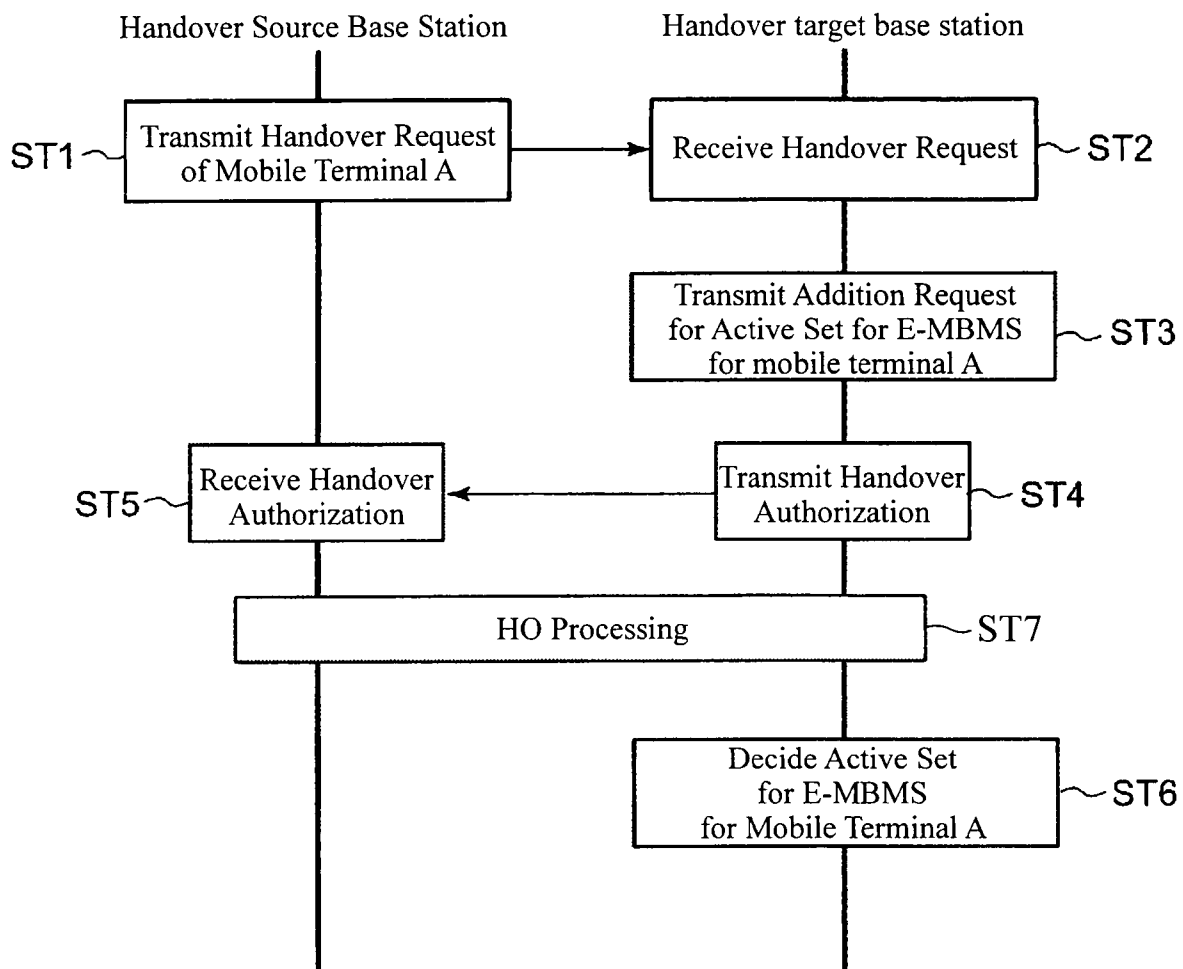 Handover Source Base Station
Handover target base station
ST1
Transmit Handover Request
of Mobile Terminal A
Receive Handover Request
ST2
Transmit Addition Request
for Active Set for E-MBMS
for mobile terminal A
ST3
ST5
Receive Handover
Authorization
Transmit Handover
Authorization
ST4
HO Processing
ST7
Decide Active Set
for E-MBMS
for Mobile Terminal A
ST6